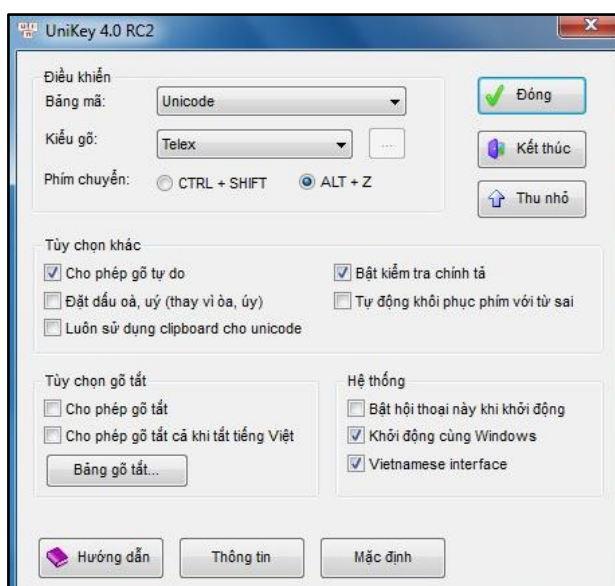 UniKey 4.0 RC2
Điều khiển
Bảng mã: Unicode
Đóng
Kiểu gõ: Telex ...
Kết thúc
Phím chuyển: CTRL + SHIFT ALT + Z
Thu nhỏ
Tùy chọn khác
Cho phép gõ tự do
Bật kiểm tra chính tả
Đặt dấu oà, uý (thay vì òa, úy)
Tự động khôi phục phím với từ sai
Luôn sử dụng clipboard cho unicode
Tùy chọn gõ tắt
Cho phép gõ tắt
Cho phép gõ tắt cả khi tắt tiếng Việt
Bảng gõ tắt...
Hệ thống
Bật hội thoại này khi khởi động
Khởi động cùng Windows
Vietnamese interface
Hướng dẫn
Thông tin
Mặc định